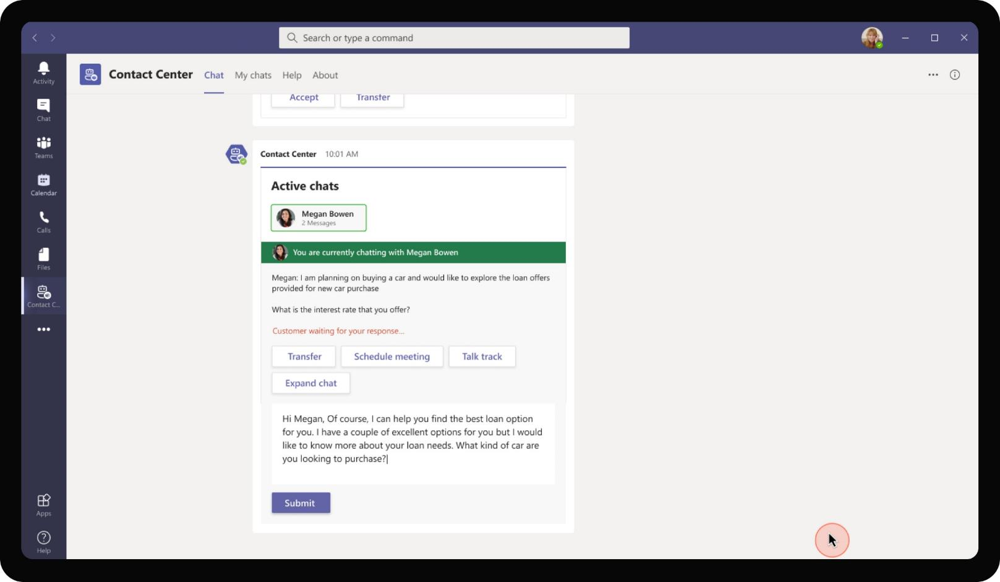 Search or type a command
Activity
Chat
Teams
Calendar
Calls
Files
Contact C...
Apps
Help
Contact Center
Chat
My chats
Help
About
Accept
Transfer
Contact Center 10:01 AM
Active chats
Megan Bowen
2 Messages
You are currently chatting with Megan Bowen
Megan: I am planning on buying a car and would like to explore the loan offers
provided for new car purchase
What is the interest rate that you offer?
Customer waiting for your response...
Transfer
Schedule meeting
Talk track
Expand chat
Hi Megan, Of course, I can help you find the best loan option
for you. I have a couple of excellent options for you but I would
like to know more about your loan needs. What kind of car are
you looking to purchase?
Submit